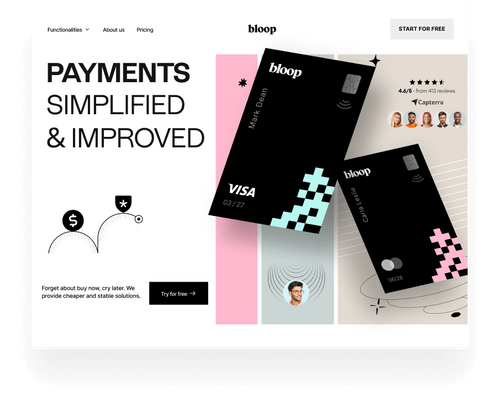 Functionalities
About us
Pricing
bloop
START FOR FREE
PAYMENTS
SIMPLIFIED
& IMPROVED
bloop
Mark Dean
VISA
03 / 27
4.6/5 - from 413 reviews
Capterra
bloop
Carla Leslie
06/26
$
*
Forget about buy now, cry later. We
provide cheaper and stable solutions.
Try for free →